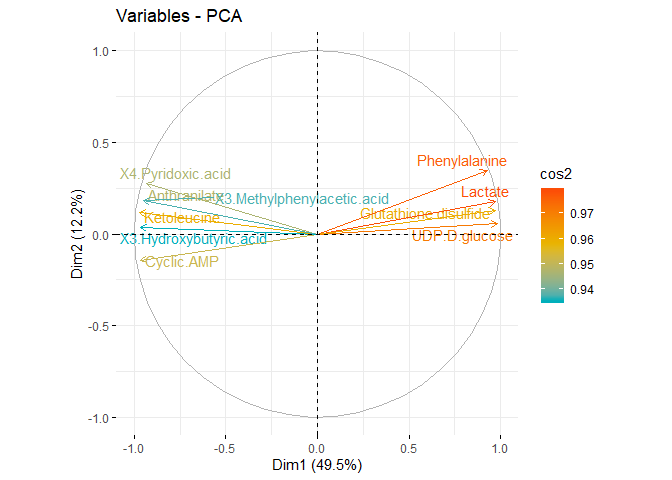 Variables - PCA
1.0
0.5
0.0
-0.5
-1.0
Dim2 (12.2%)
Phenylalanine
X4.Pyridoxic.acid
Lactate
Anthranilate
X3.Methylphenylacetic.acid
Glutathione.disulfide
Ketoleucine
X3.Hydroxybutyric.acid
UDP.D.glucose
Cyclic.AMP
-1.0 -0.5 0.0 0.5 1.0
Dim1 (49.5%)
cos2
0.97
0.96
0.95
0.94